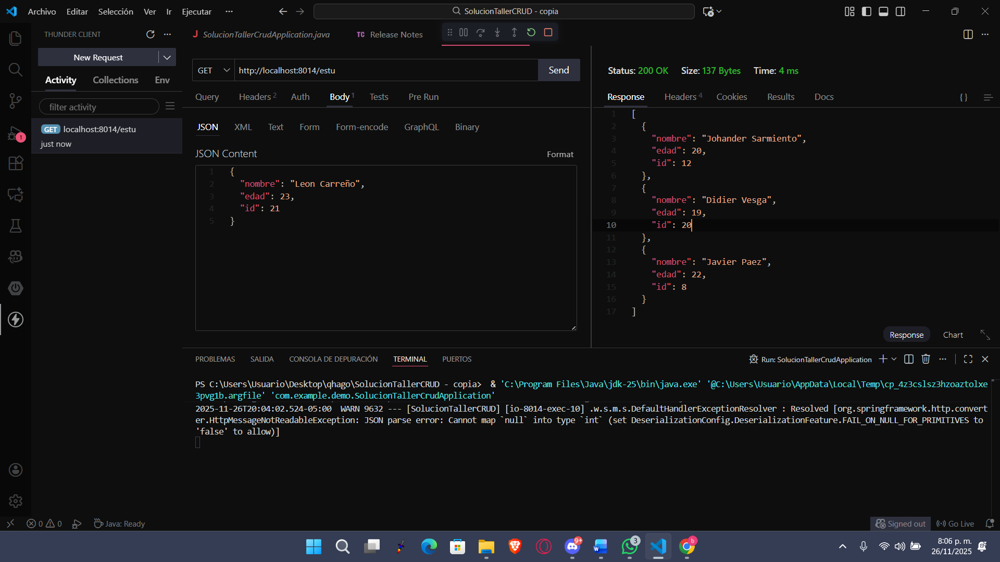 Archivo Editar Selección Ver Ir Ejecutar ··· SolucionTallerCRUD - copia
THUNDER CLIENT
J SolucionTallerCrudApplication.java
TC Release Notes
New Request
Activity Collections Env
filter activity
GET localhost:8014/estu
just now
GET http://localhost:8014/estu Send
Query Headers 2 Auth Body 1 Tests Pre Run
JSON XML Text Form Form-encode GraphQL Binary
JSON Content Format
1 {
2 "nombre": "Leon Carreño",
3 "edad": 23,
4 "id": 21
5 }
Status: 200 OK Size: 137 Bytes Time: 4 ms
Response Headers 4 Cookies Results Docs {}
1 [
2 {
3 "nombre": "Johander Sarmiento",
4 "edad": 20,
5 "id": 12
6 },
7 {
8 "nombre": "Didier Vesga",
9 "edad": 19,
10 "id": 20
11 },
12 {
13 "nombre": "Javier Paez",
14 "edad": 22,
15 "id": 8
16 }
17 ]
Response Chart
PROBLEMAS SALIDA CONSOLA DE DEPURACIÓN TERMINAL PUERTOS Run: SolucionTallerCrudApplication
PS C:\Users\Usuario\Desktop\qhago\SolucionTallerCRUD - copia> & 'C:\Program Files\Java\jdk-25\bin\java.exe' '@C:\Users\Usuario\AppData\Local\Temp\cp_4z3cslsz3hzoaztolxe
3pvg1b.argfile' 'com.example.demo.SolucionTallerCrudApplication'
2025-11-26T20:04:02.524-05:00 WARN 9632 --- [SolucionTallerCRUD] [io-8014-exec-10] .w.s.m.s.DefaultHandlerExceptionResolver : Resolved [org.springframework.http.convert
er.HttpMessageNotReadableException: JSON parse error: Cannot map `null` into type `int` (set DeserializationConfig.DeserializationFeature.FAIL_ON_NULL_FOR_PRIMITIVES to
'false' to allow)]
1
0 0 Java: Ready Signed out Go Live
9+
3
b
8:06 p. m.
26/11/2025